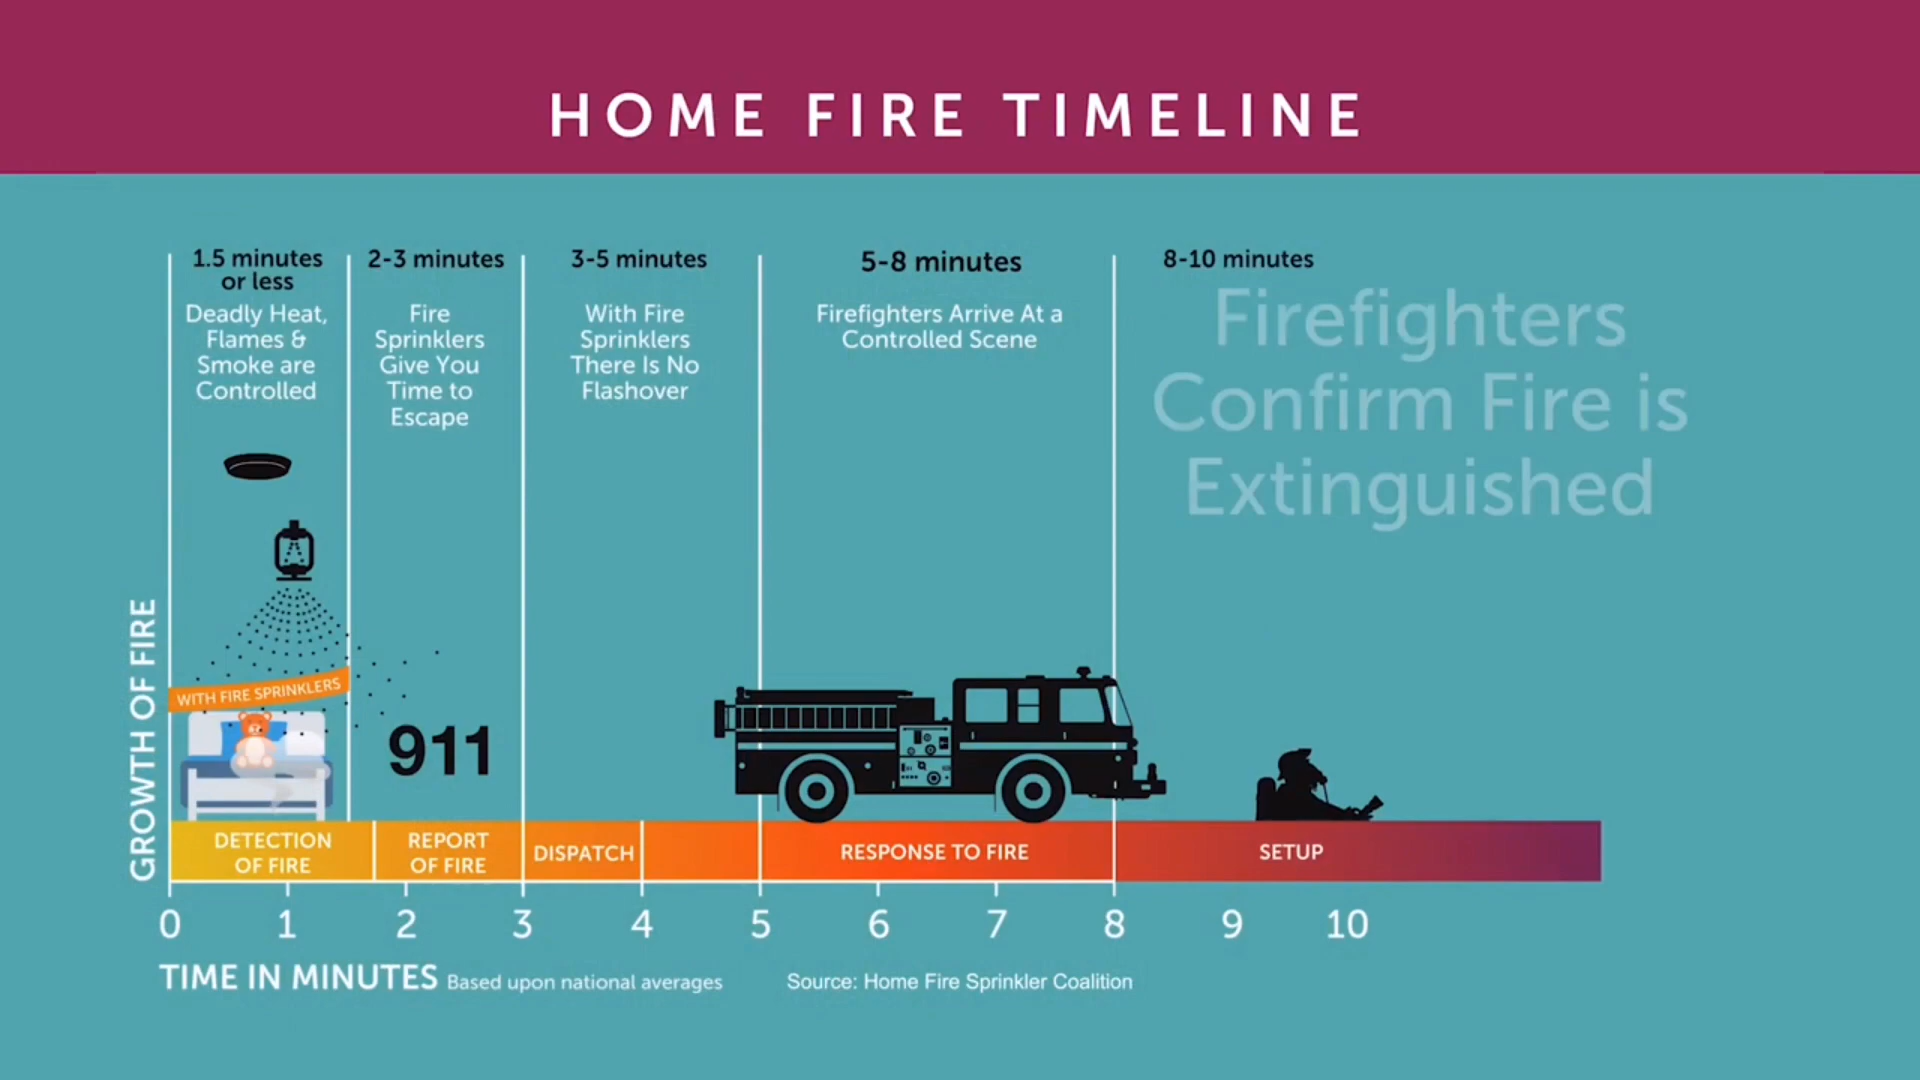 HOME FIRE TIMELINE
1.5 minutes
or less
Deadly Heat,
Flames &
Smoke are
Controlled
2-3 minutes
Fire
Sprinklers
Give You
Time to
Escape
3-5 minutes
With Fire
Sprinklers
There Is No
Flashover
5-8 minutes
Firefighters Arrive At a
Controlled Scene
8-10 minutes
Firefighters
Confirm Fire is
Extinguished
GROWTH OF FIRE
WITH FIRE SPRINKLERS
911
DETECTION
OF FIRE
REPORT
OF FIRE
DISPATCH
RESPONSE TO FIRE
SETUP
0 1 2 3 4 5 6 7 8 9 10
TIME IN MINUTES Based upon national averages
Source: Home Fire Sprinkler Coalition